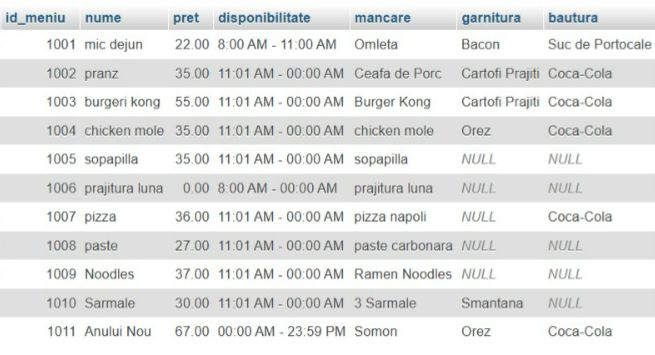 id_meniu nume pret disponibilitate mancare garnitura bautura
1001 mic dejun 22.00 8:00 AM - 11:00 AM Omleta Bacon Suc de Portocale
1002 pranz 35.00 11:01 AM - 00:00 AM Ceafa de Porc Cartofi Prajiti Coca-Cola
1003 burgeri kong 55.00 11:01 AM - 00:00 AM Burger Kong Cartofi Prajiti Coca-Cola
1004 chicken mole 35.00 11:01 AM - 00:00 AM chicken mole Orez Coca-Cola
1005 sopapilla 35.00 11:01 AM - 00:00 AM sopapilla NULL NULL
1006 prajitura luna 0.00 8:00 AM - 00:00 AM prajitura luna NULL NULL
1007 pizza 36.00 11:01 AM - 00:00 AM pizza napoli NULL Coca-Cola
1008 paste 27.00 11:01 AM - 00:00 AM paste carbonara NULL NULL
1009 Noodles 37.00 11:01 AM - 00:00 AM Ramen Noodles NULL NULL
1010 Sarmale 30.00 11:01 AM - 00:00 AM 3 Sarmale Smantana NULL
1011 Anului Nou 67.00 00:00 AM - 23:59 PM Somon Orez Coca-Cola